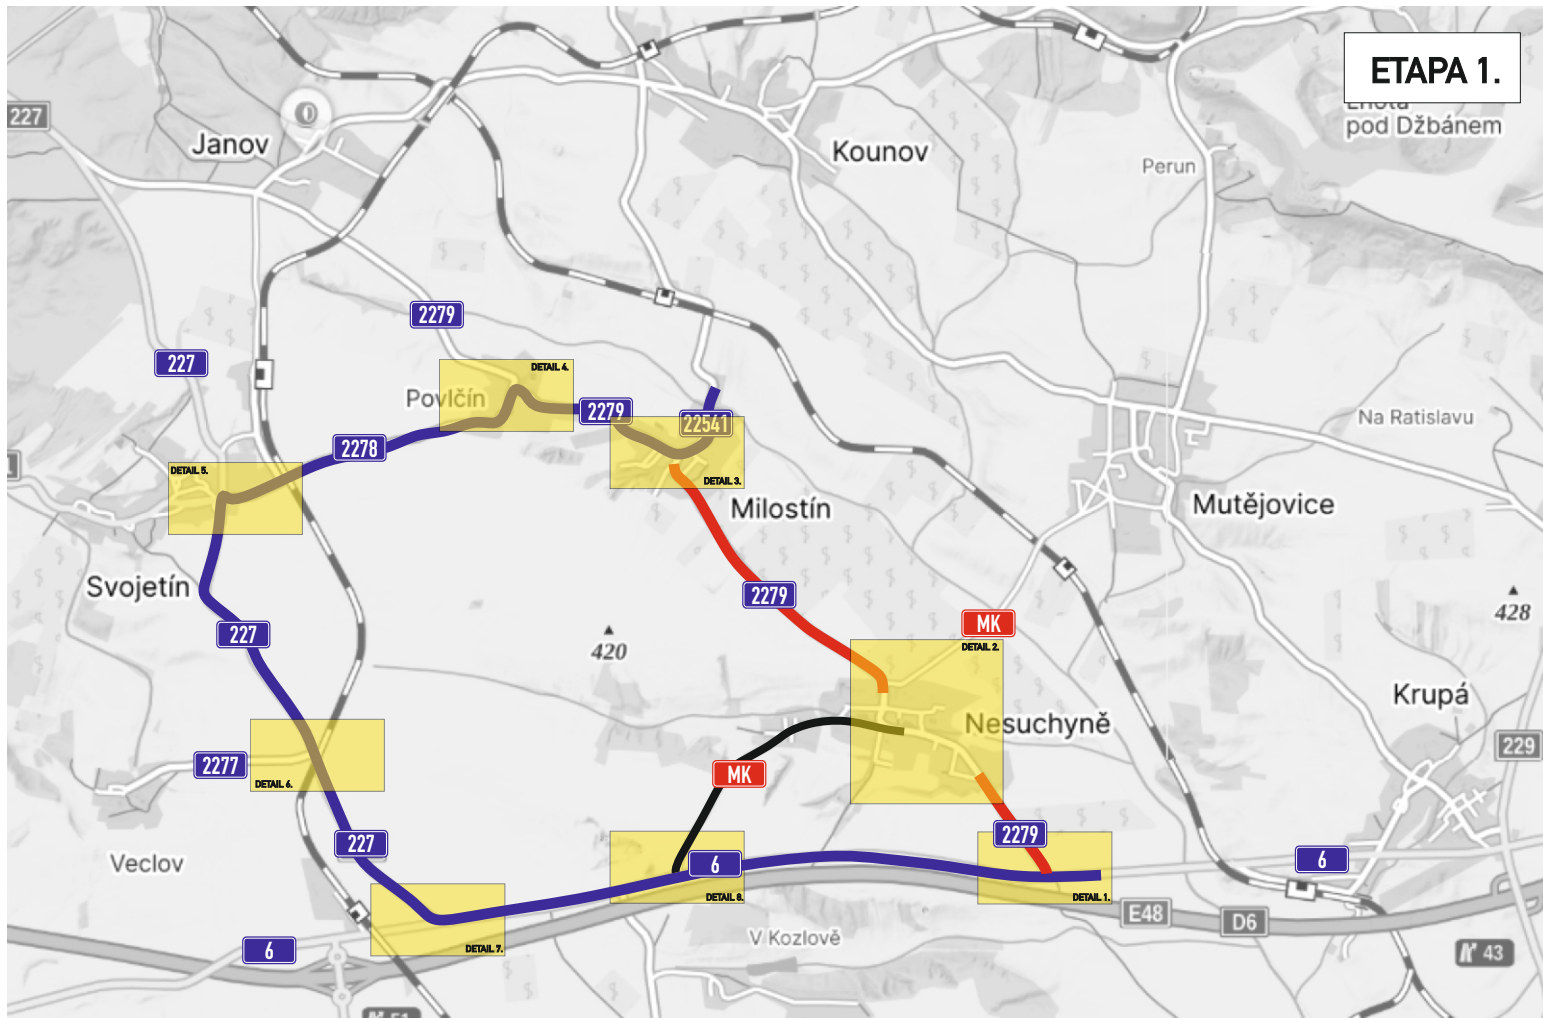 ETAPA 1.
Lhota
pod Džbánem
227
Janov
Kounov
Perun
2279
227
DETAIL 4.
Povlčín
2279
22541
Na Ratislavu
2278
DETAIL 5.
DETAIL 3.
Milostín
Mutějovice
Svojetín
2279
428
MK
227
420
DETAIL 2.
Krupá
Nesuchyně
229
2277
MK
DETAIL 6.
2279
227
Veclov
6
6
DETAIL 8.
DETAIL 1.
E48
D6
V Kozlově
6
DETAIL 7.
43
51